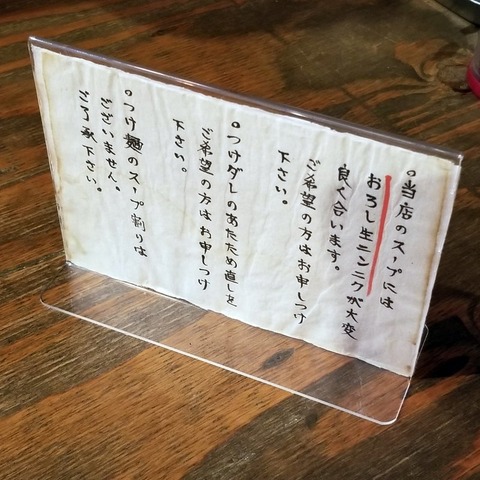 ○当店のスープには
おろし生ニンニクが大変
良く合います。
ご希望の方はお申しつけ
下さい。
○つけダレのあたため直しを
ご希望の方はお申しつけ
下さい。
○つけ麺のスープ割りは
ございません。
ご了承下さい。